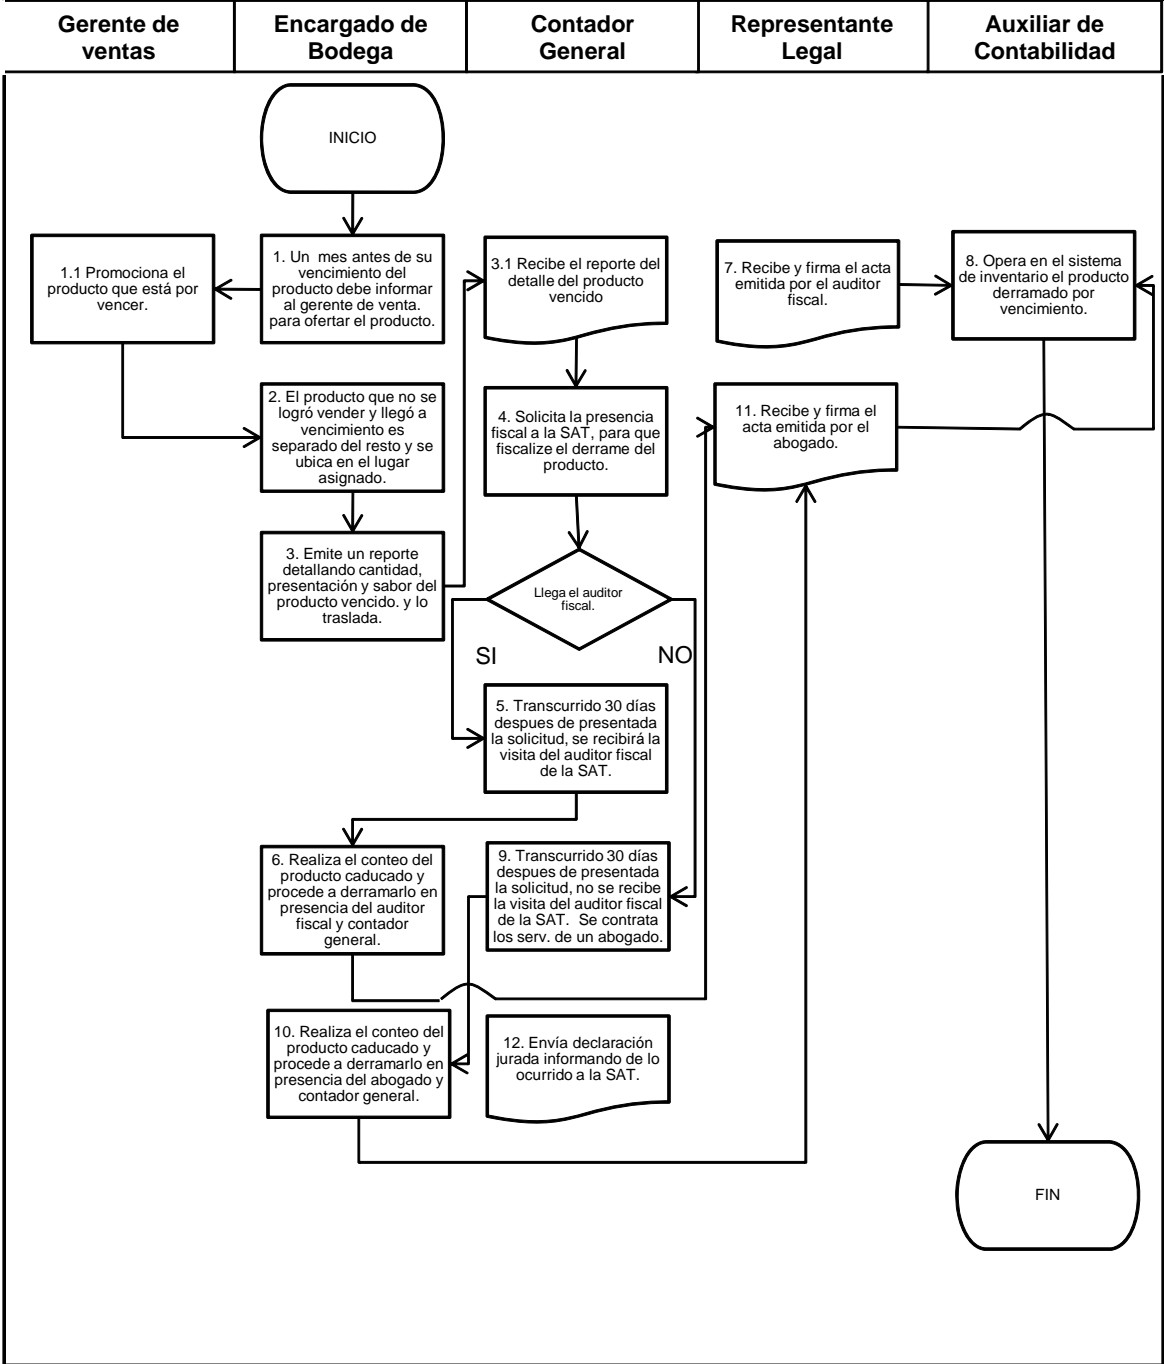 Gerente de
ventas
Encargado de
Bodega
Contador
General
Representante
Legal
Auxiliar de
Contabilidad
INICIO
1.1 Promociona el
producto que está por
vencer.
1. Un mes antes de su
vencimiento del
producto debe informar
al gerente de venta.
para ofertar el producto.
3.1 Recibe el reporte del
detalle del producto
vencido
7. Recibe y firma el acta
emitida por el auditor
fiscal.
8. Opera en el sistema
de inventario el producto
derramado por
vencimiento.
2. El producto que no se
logró vender y llegó a
vencimiento es
separado del resto y se
ubica en el lugar
asignado.
4. Solicita la presencia
fiscal a la SAT, para que
fiscalize el derrame del
producto.
11. Recibe y firma el
acta emitida por el
abogado.
3. Emite un reporte
detallando cantidad,
presentación y sabor del
producto vencido. y lo
traslada.
Llega el auditor
fiscal.
SI
NO
5. Transcurrido 30 días
despues de presentada
la solicitud, se recibirá la
visita del auditor fiscal
de la SAT.
6. Realiza el conteo del
producto caducado y
procede a derramarlo en
presencia del auditor
fiscal y contador
general.
9. Transcurrido 30 días
despues de presentada
la solicitud, no se recibe
la visita del auditor fiscal
de la SAT. Se contrata
los serv. de un abogado.
10. Realiza el conteo del
producto caducado y
procede a derramarlo en
presencia del abogado y
contador general.
12. Envía declaración
jurada informando de lo
ocurrido a la SAT.
FIN